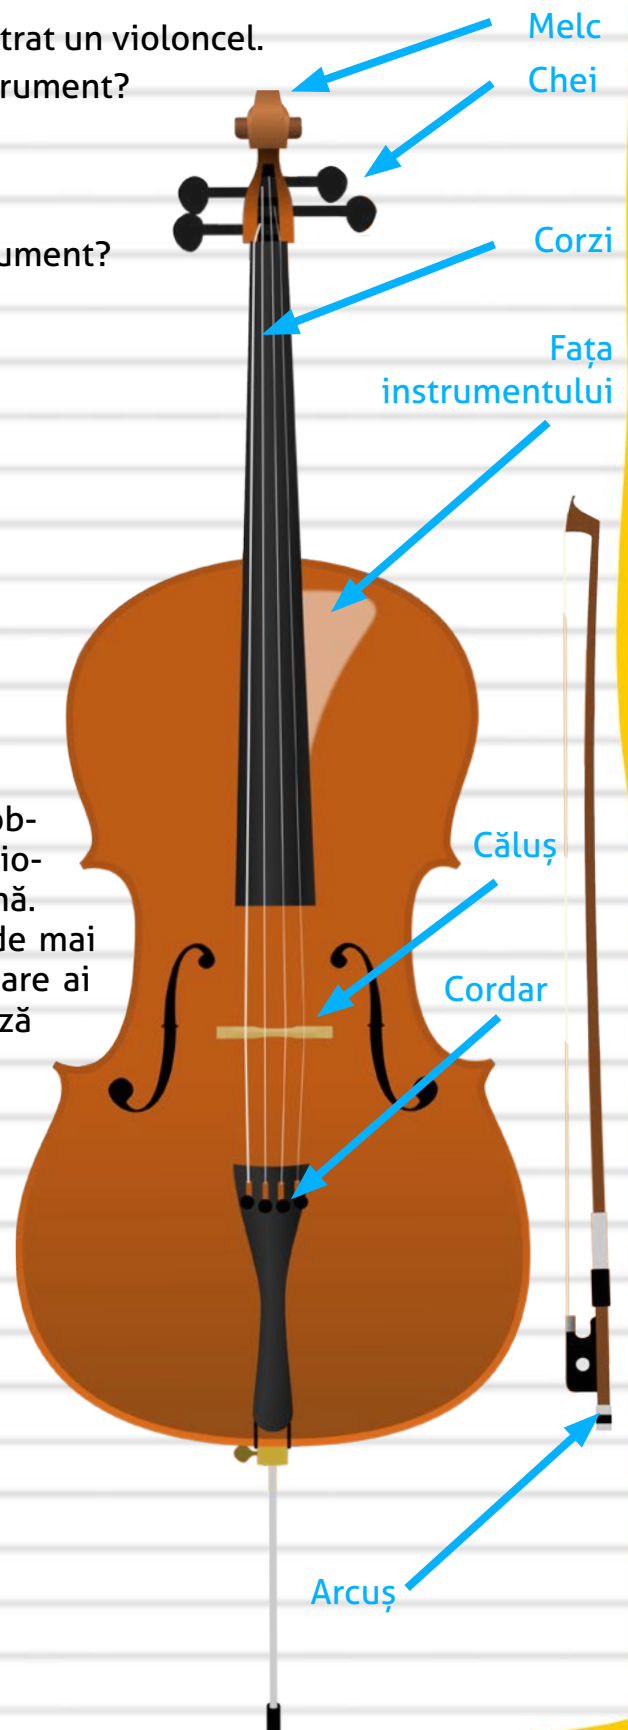 trat un violoncel.
rument?
ument?
ob-
io-
nă.
de mai
are ai
ză
Melc
Chei
Corzi
Fața
instrumentului
Căluș
Cordar
Arcuș